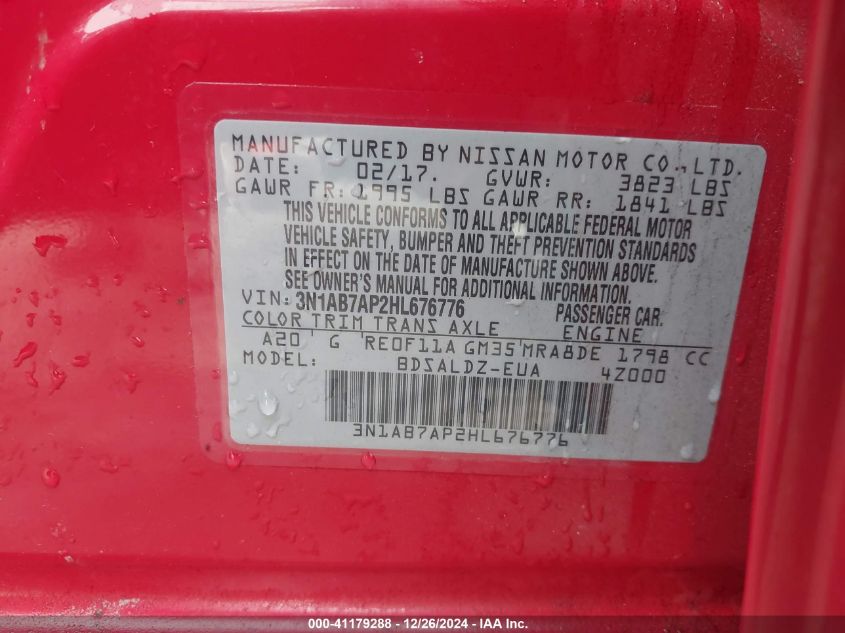 MANUFACTURED BY NISSAN MOTOR CO.,LTD.
DATE: 02/17. GVWR: 3823 LBS
GAWR FR: 1995 LBS GAWR RR: 1841 LBS
THIS VEHICLE CONFORMS TO ALL APPLICABLE FEDERAL MOTOR
VEHICLE SAFETY, BUMPER AND THEFT PREVENTION STANDARDS
IN EFFECT ON THE DATE OF MANUFACTURE SHOWN ABOVE.
SEE OWNER'S MANUAL FOR ADDITIONAL INFORMATION.
VIN: 3N1AB7AP2HL676776 PASSENGER CAR.
COLOR TRIM TRANS AXLE ENGINE
A20 G RE0F11A GM35 MRA8DE 1798 CC
MODEL: BDSALDZ-EUA 4Z000
3N1AB7AP2HL676776
000-41179288 - 12/26/2024 - IAAI.com